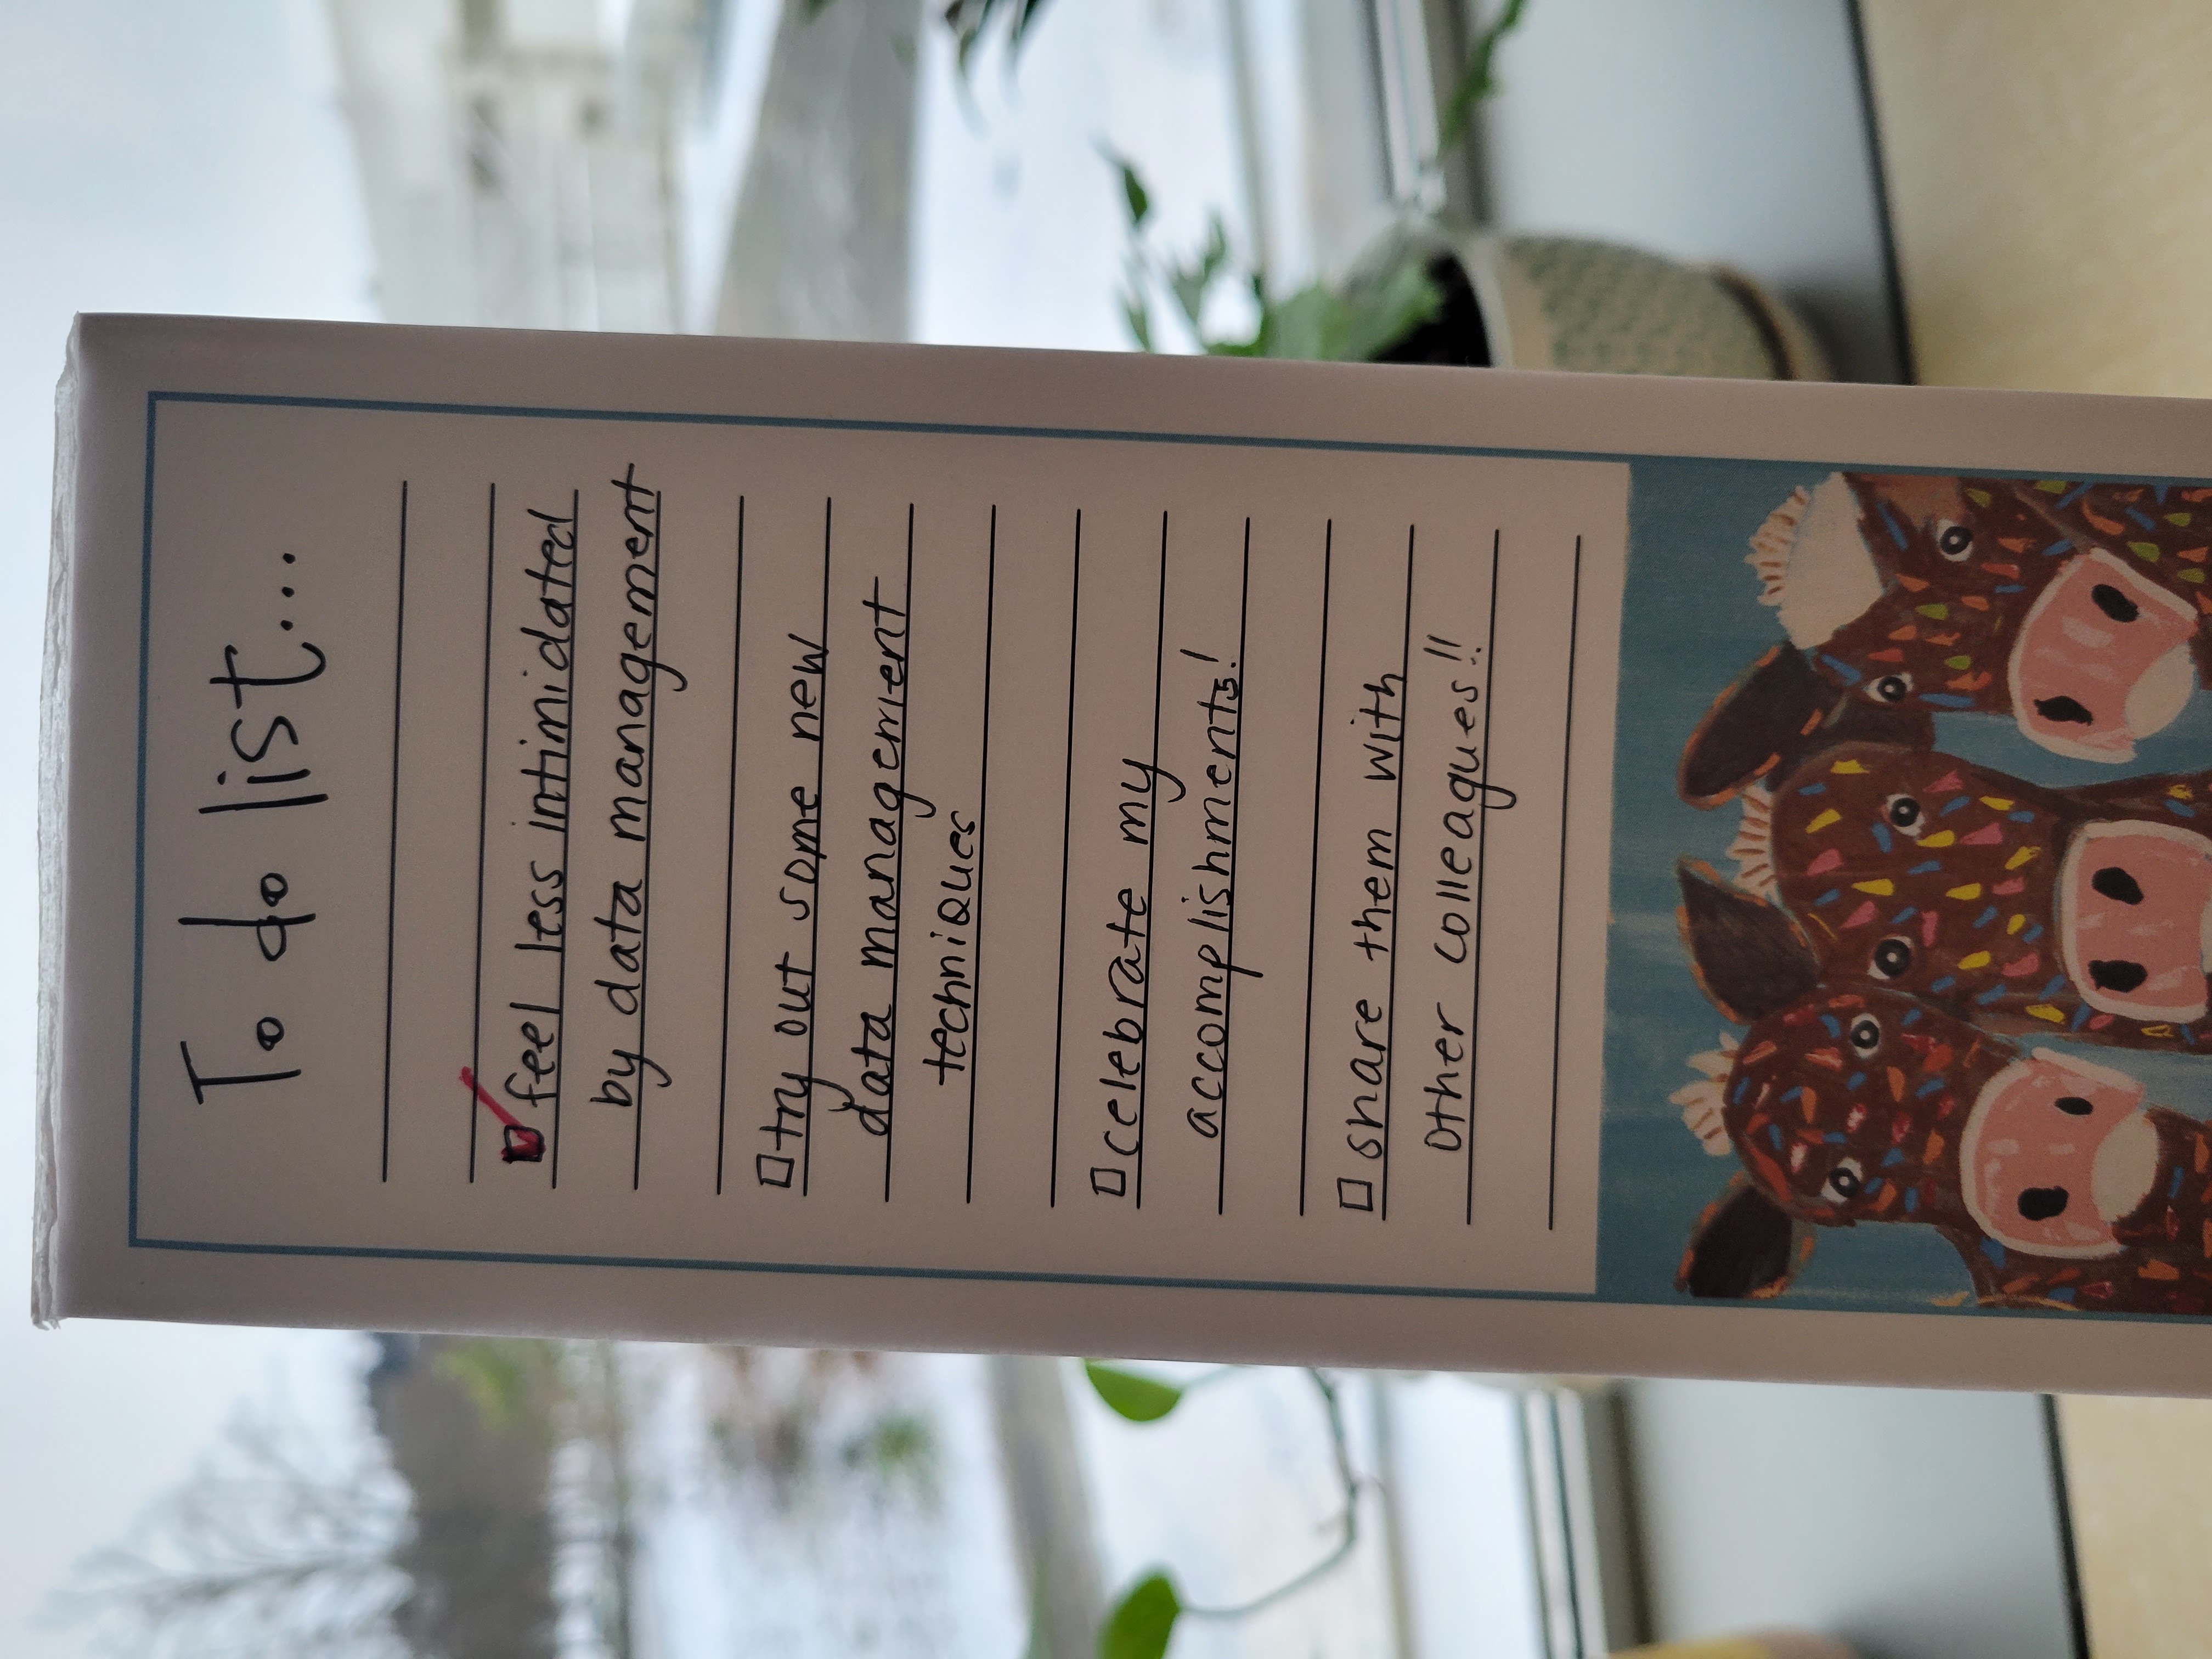 To do list...
☑ feel less intimidated
by data management
☐ try out some new
data management
techniques
☐ celebrate my
accomplishments!
☐ share them with
other colleagues!!